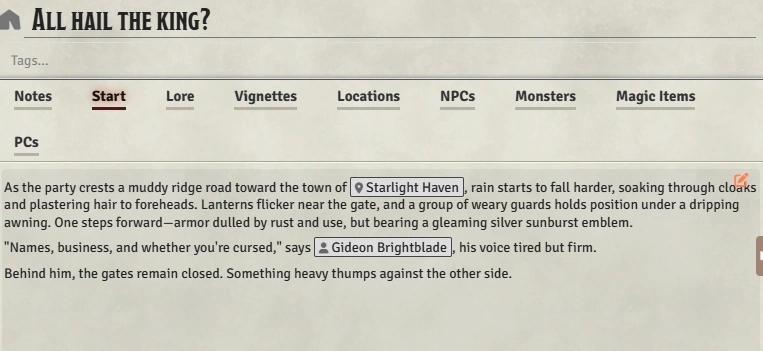 All hail the king?
Tags...
Notes Start Lore Vignettes Locations NPCs Monsters Magic Items
PCs
As the party crests a muddy ridge road toward the town of Starlight Haven, rain starts to fall harder, soaking through cloaks
and plastering hair to foreheads. Lanterns flicker near the gate, and a group of weary guards holds position under a dripping
awning. One steps forward—armor dulled by rust and use, but bearing a gleaming silver sunburst emblem.
"Names, business, and whether you're cursed," says Gideon Brightblade, his voice tired but firm.
Behind him, the gates remain closed. Something heavy thumps against the other side.